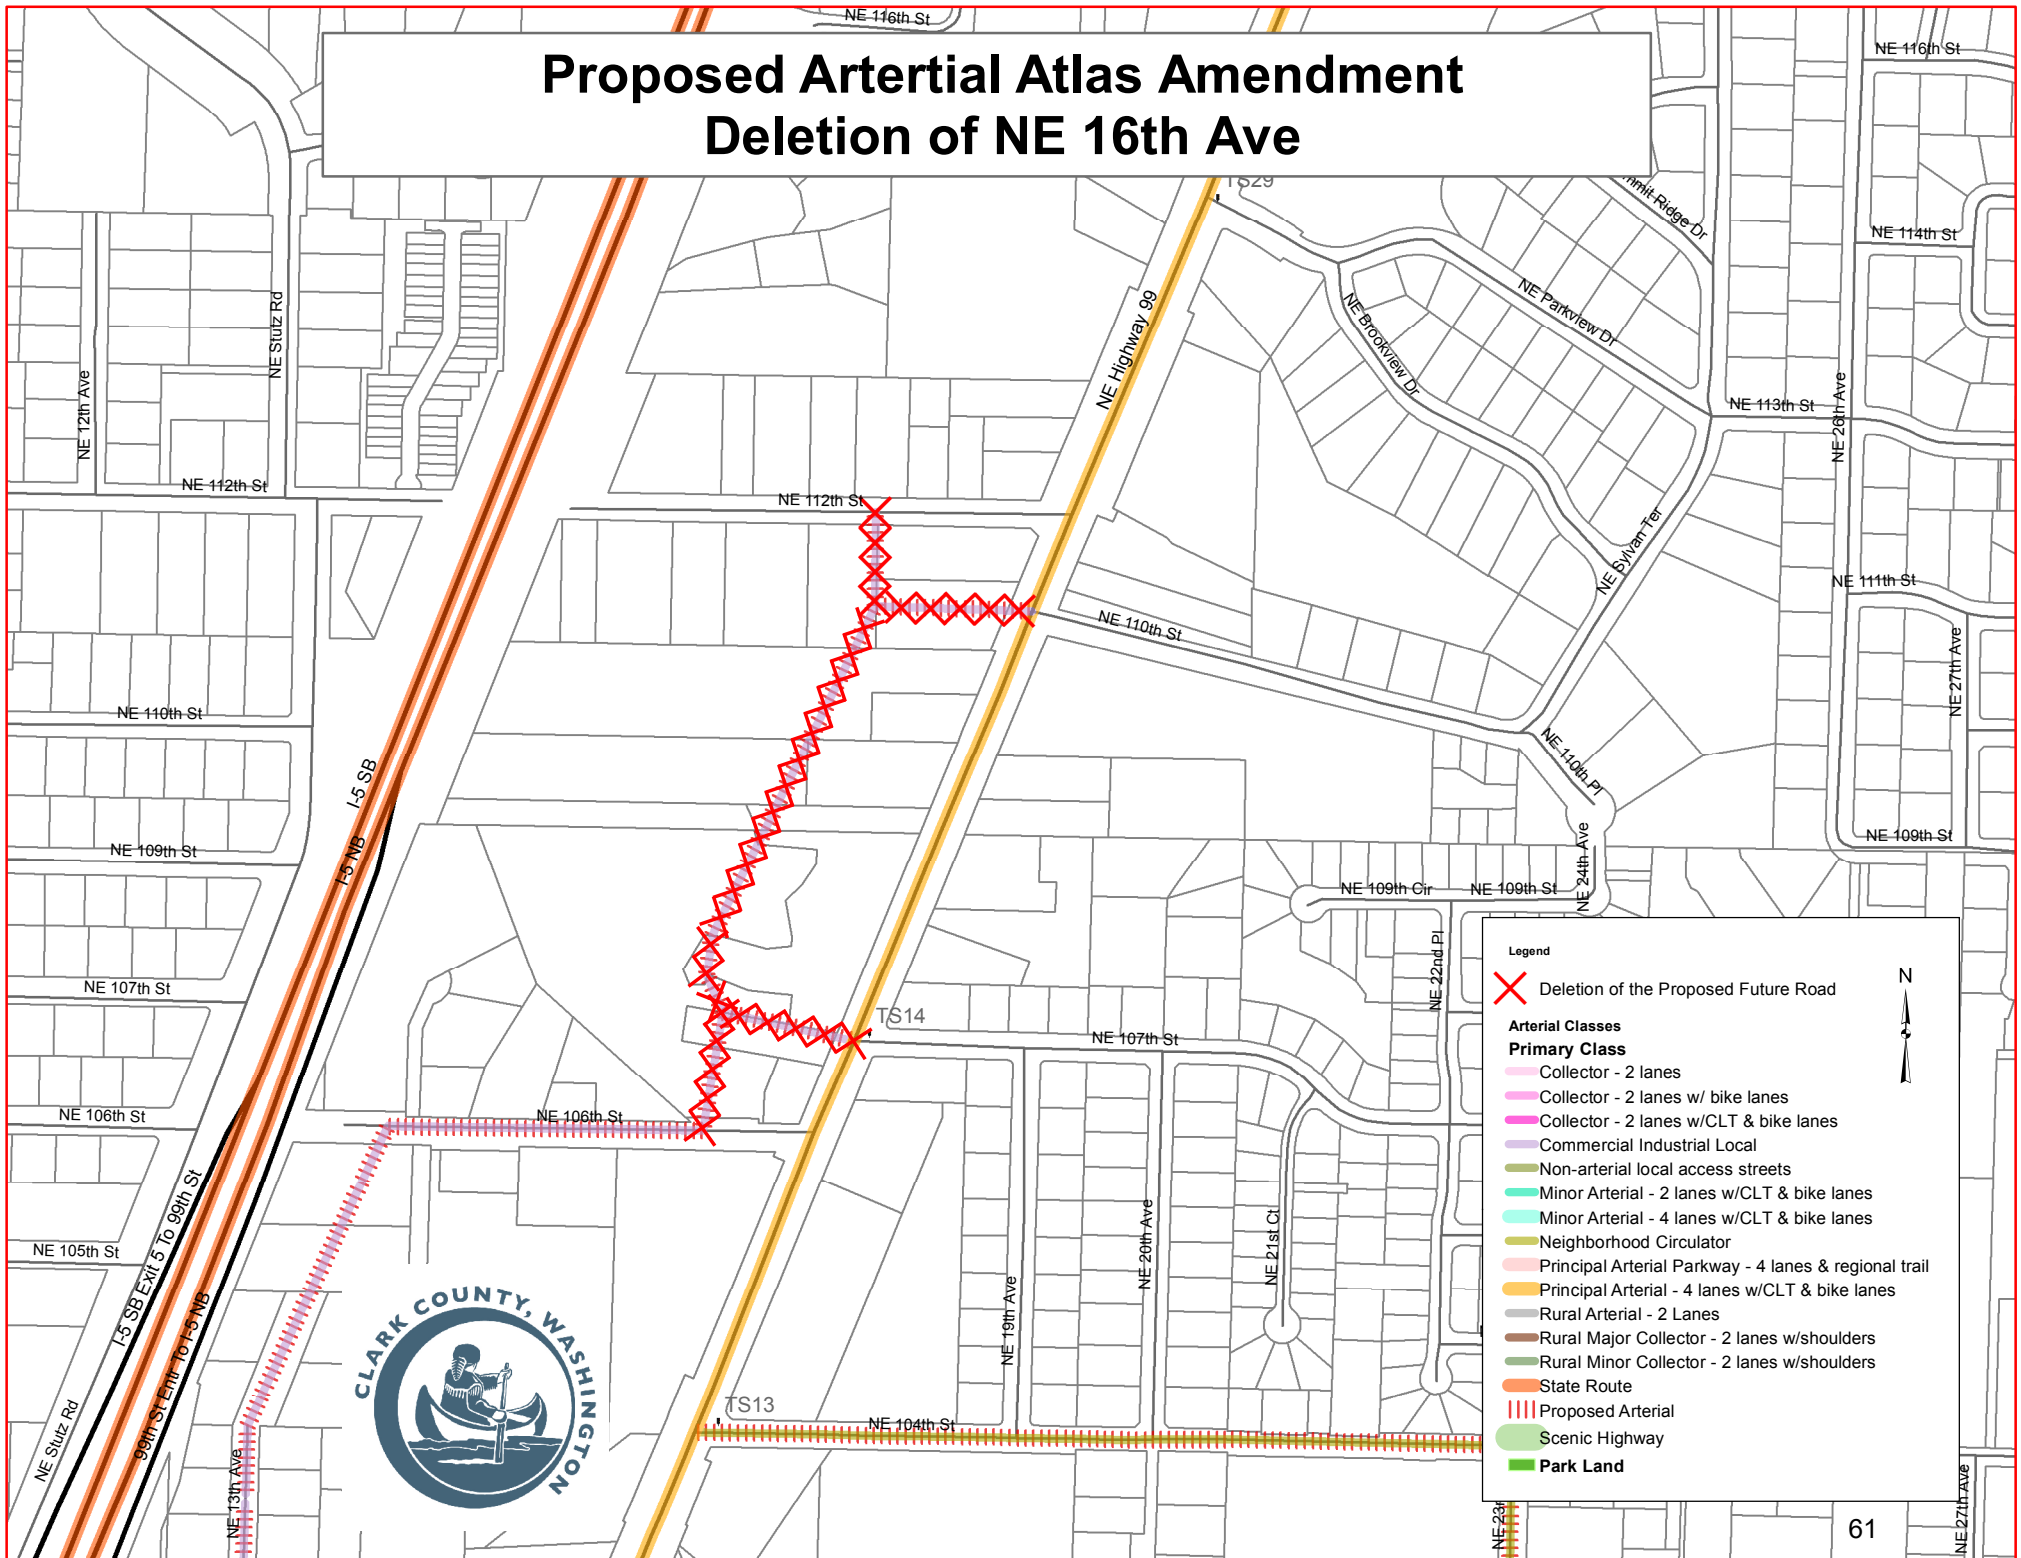 NE 116th St
Proposed Artertial Atlas Amendment
Deletion of NE 16th Ave
NE 116th St
TS29
mmit Ridge Dr
NE 114th St
NE Stutz Rd
NE Highway 99
NE Parkview Dr
NE Brookview Dr
NE 12th Ave
NE 113th St
NE 26th Ave
NE 112th St
NE 112th St
NE Sylvan Ter
NE 111th St
NE 110th St
NE 27th Ave
NE 110th St
NE 110th Pl
I-5 SB
I-5 NB
NE 109th St
NE 109th St
NE 24th Ave
NE 109th Cir
NE 109th St
NE 22nd Pl
NE 107th St
TS14
NE 107th St
NE 106th St
NE 106th St
I-5 SB Exit 5 To 99th St
NE 105th St
99th St Entr To I-5 NB
NE 19th Ave
NE 20th Ave
NE 21st Ct
CLARK COUNTY, WASHINGTON
TS13
NE 104th St
NE Stutz Rd
NE 13th Ave
NE 23r
NE 27th Ave
Legend
N
Deletion of the Proposed Future Road
Arterial Classes
Primary Class
Collector - 2 lanes
Collector - 2 lanes w/ bike lanes
Collector - 2 lanes w/CLT & bike lanes
Commercial Industrial Local
Non-arterial local access streets
Minor Arterial - 2 lanes w/CLT & bike lanes
Minor Arterial - 4 lanes w/CLT & bike lanes
Neighborhood Circulator
Principal Arterial Parkway - 4 lanes & regional trail
Principal Arterial - 4 lanes w/CLT & bike lanes
Rural Arterial - 2 Lanes
Rural Major Collector - 2 lanes w/shoulders
Rural Minor Collector - 2 lanes w/shoulders
State Route
Proposed Arterial
Scenic Highway
Park Land
61